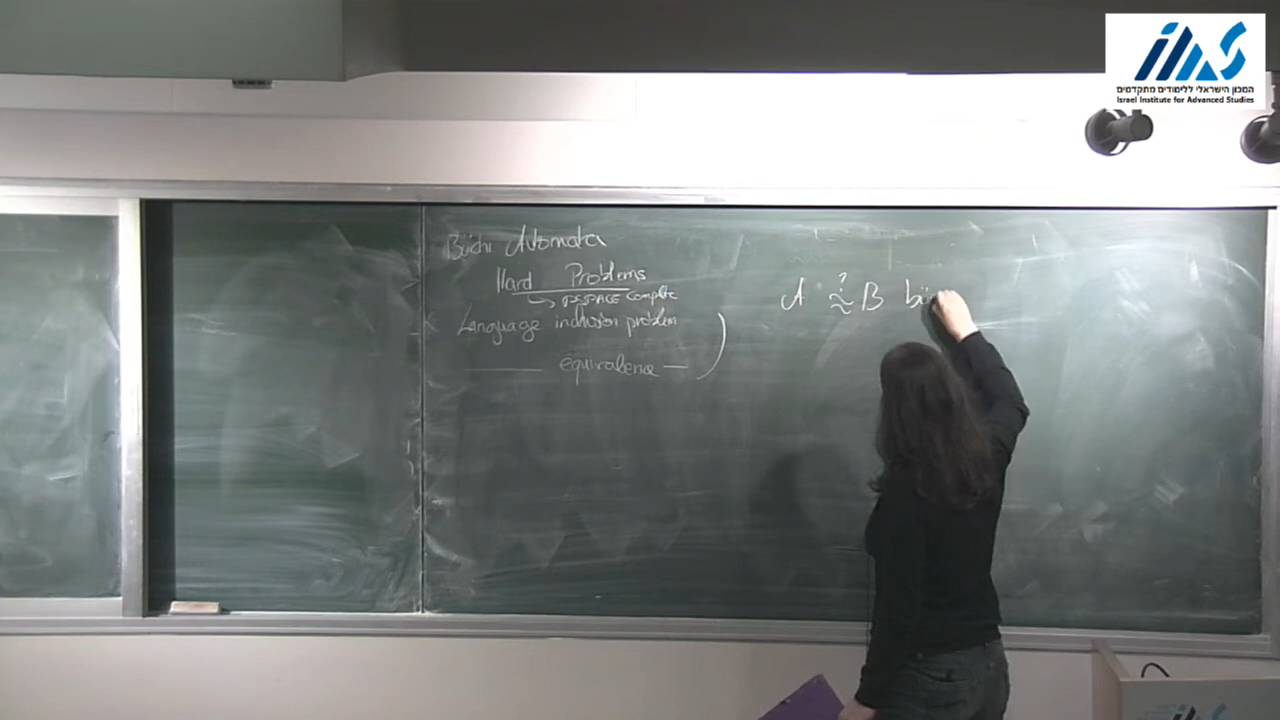 Büchi Automata
Hard Problems
↳ PSPACE complete
Language inclusion problem
—— equivalence —
A ≈? B bü
המכון הישראלי ללימודים מתקדמים
Israel Institute for Advanced Studies